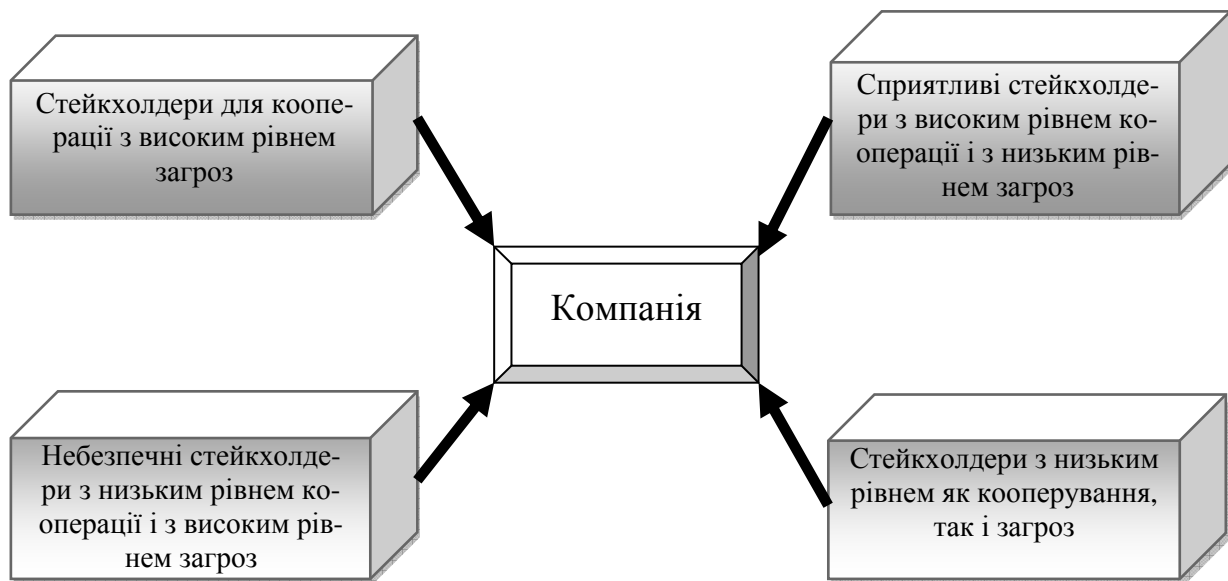 Стейкхолдери для коопе-
рації з високим рівнем
загроз
Сприятливі стейкхолде-
ри з високим рівнем ко-
операції і з низьким рів-
нем загроз
Компанія
Небезпечні стейкхолде-
ри з низьким рівнем ко-
операції і з високим рів-
нем загроз
Стейкхолдери з низьким
рівнем як кооперування,
так і загроз